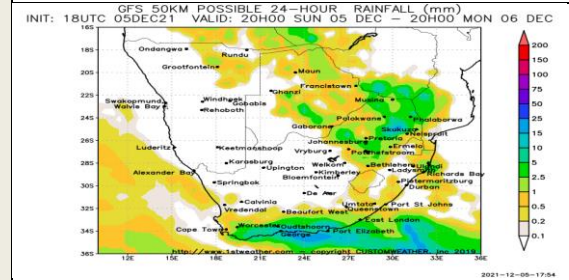 GFS 50KM POSSIBLE 24-HOUR RAINFALL (mm)
INIT: 18UTC 05DEC21 VALID: 20H00 SUN 05 DEC - 20H00 MON 06 DEC
16S
18S
20S
22S
24S
26S
28S
30S
32S
34S
36S
Ondangwa
Rundu
Grootfontein
Maun
Francistown
Ghanzi
Swakopmund
Walvis Bay
Windhoek
Gobabis
Rehoboth
Musina
Polokwane
Phalaborwa
Gaborone
Skukuza
Nelspruit
Pretoria
Johannesburg
Ermelo
Luderitz
Keetmanshoop
Vryburg
Potchefstroom
Karasburg
Upington
Welkom
Bethlehem
Ulundi
Ladysmith
Richards Bay
Alexander Bay
Kimberley
Bloemfontein
Pietermaritzburg
Durban
Springbok
De Aar
Calvinia
Umtata
Port St Johns
Vredendal
Beaufort West
Queenstown
East London
Cape Town
Worcester
Oudtshoorn
George
Port Elizabeth
http://www.1stweather.com - copyright CUSTOMWEATHER, Inc 2019
12E
15E
18E
21E
24E
27E
30E
33E
36E
200
150
100
75
50
25
15
10
5
2.5
1
0.5
0.2
0.1
2021-12-05-17:54